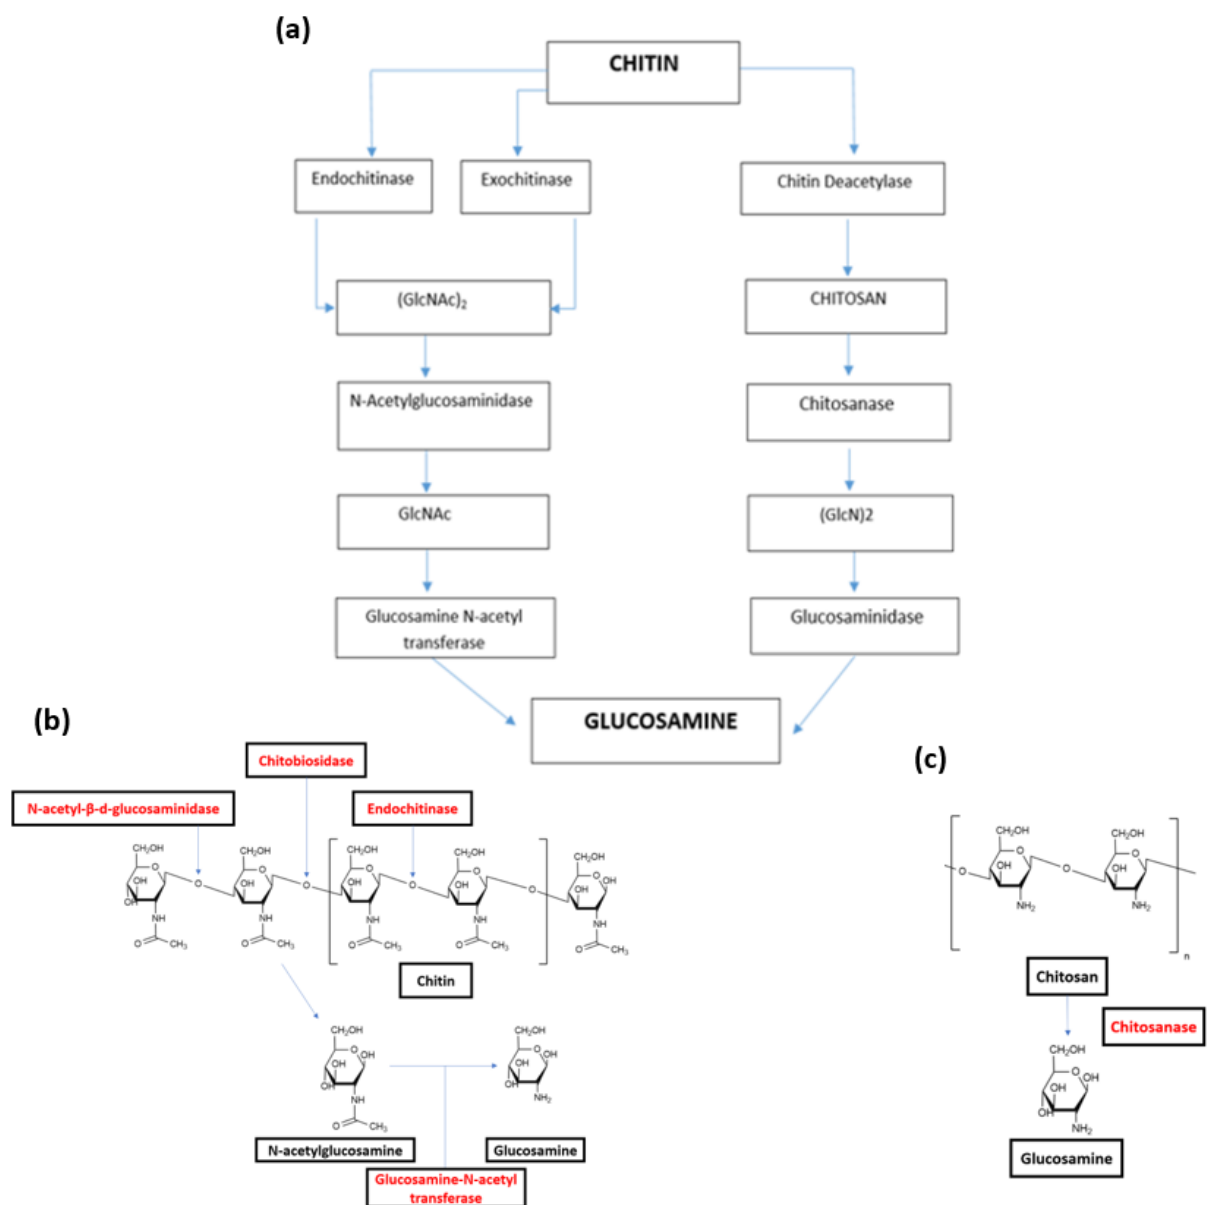 (a)
CHITIN
Endochitinase
Exochitinase
Chitin Deacetylase
(GlcNAc)2
CHITOSAN
N-Acetylglucosaminidase
Chitosanase
GlcNAc
(GlcN)2
Glucosamine N-acetyl
transferase
Glucosaminidase
GLUCOSAMINE
(b)
Chitobiosidase
N-acetyl-β-d-glucosaminidase
Endochitinase
CH2OH
CH2OH
CH2OH
CH2OH
CH2OH
O
O
O
O
O
OH
OH
OH
OH
OH
OH
OH
O
O
O
O
NH
NH
NH
NH
NH
O
CH3
O
CH3
O
CH3
O
CH3
O
CH3
Chitin
CH2OH
O
OH
OH
OH
NH
O
CH3
N-acetylglucosamine
CH2OH
O
OH
OH
OH
NH2
Glucosamine
Glucosamine-N-acetyl
transferase
(c)
CH2OH
CH2OH
O
O
O
O
OH
OH
NH2
NH2
n
Chitosan
Chitosanase
CH2OH
O
OH
OH
OH
NH2
Glucosamine